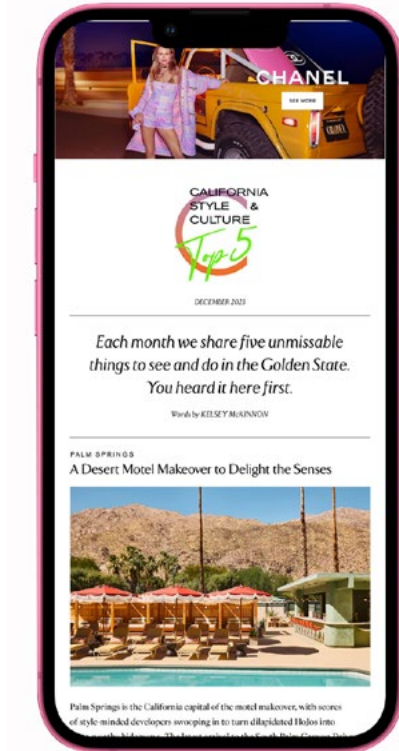 CHANEL
SEE MORE
CALIFORNIA
STYLE &
CULTURE
Top 5
DECEMBER 2023
Each month we share five unmissable
things to see and do in the Golden State.
You heard it here first.
Words by KELSEY McKINNON
PALM SPRINGS
A Desert Motel Makeover to Delight the Senses
Palm Springs is the California capital of the motel makeover, with scores
of style-minded developers swooping in to turn dilapidated HoJos into